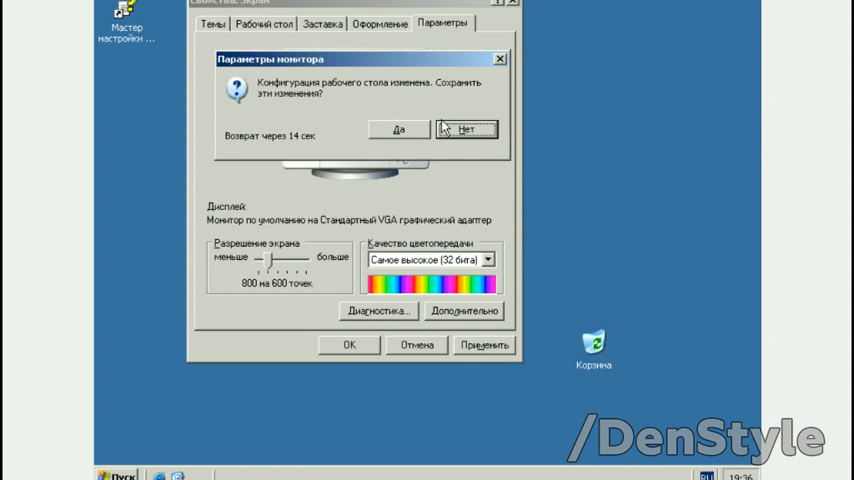 Свойства: Экран
Мастер
настройки ...
Темы
Рабочий стол
Заставка
Оформление
Параметры
Параметры монитора
Конфигурация рабочего стола изменена. Сохранить
эти изменения?
Да
Нет
Возврат через 14 сек
Дисплей:
Монитор по умолчанию на Стандартный VGA графический адаптер
Разрешение экрана
меньше
больше
800 на 600 точек
Качество цветопередачи
Самое высокое (32 бита)
Диагностика...
Дополнительно
ОК
Отмена
Применить
Корзина
/DenStyle
Пуск
RU
19:36